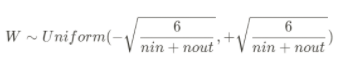 W ∼ Uniform(−√(6/(nin + nout)), +√(6/(nin + nout)))